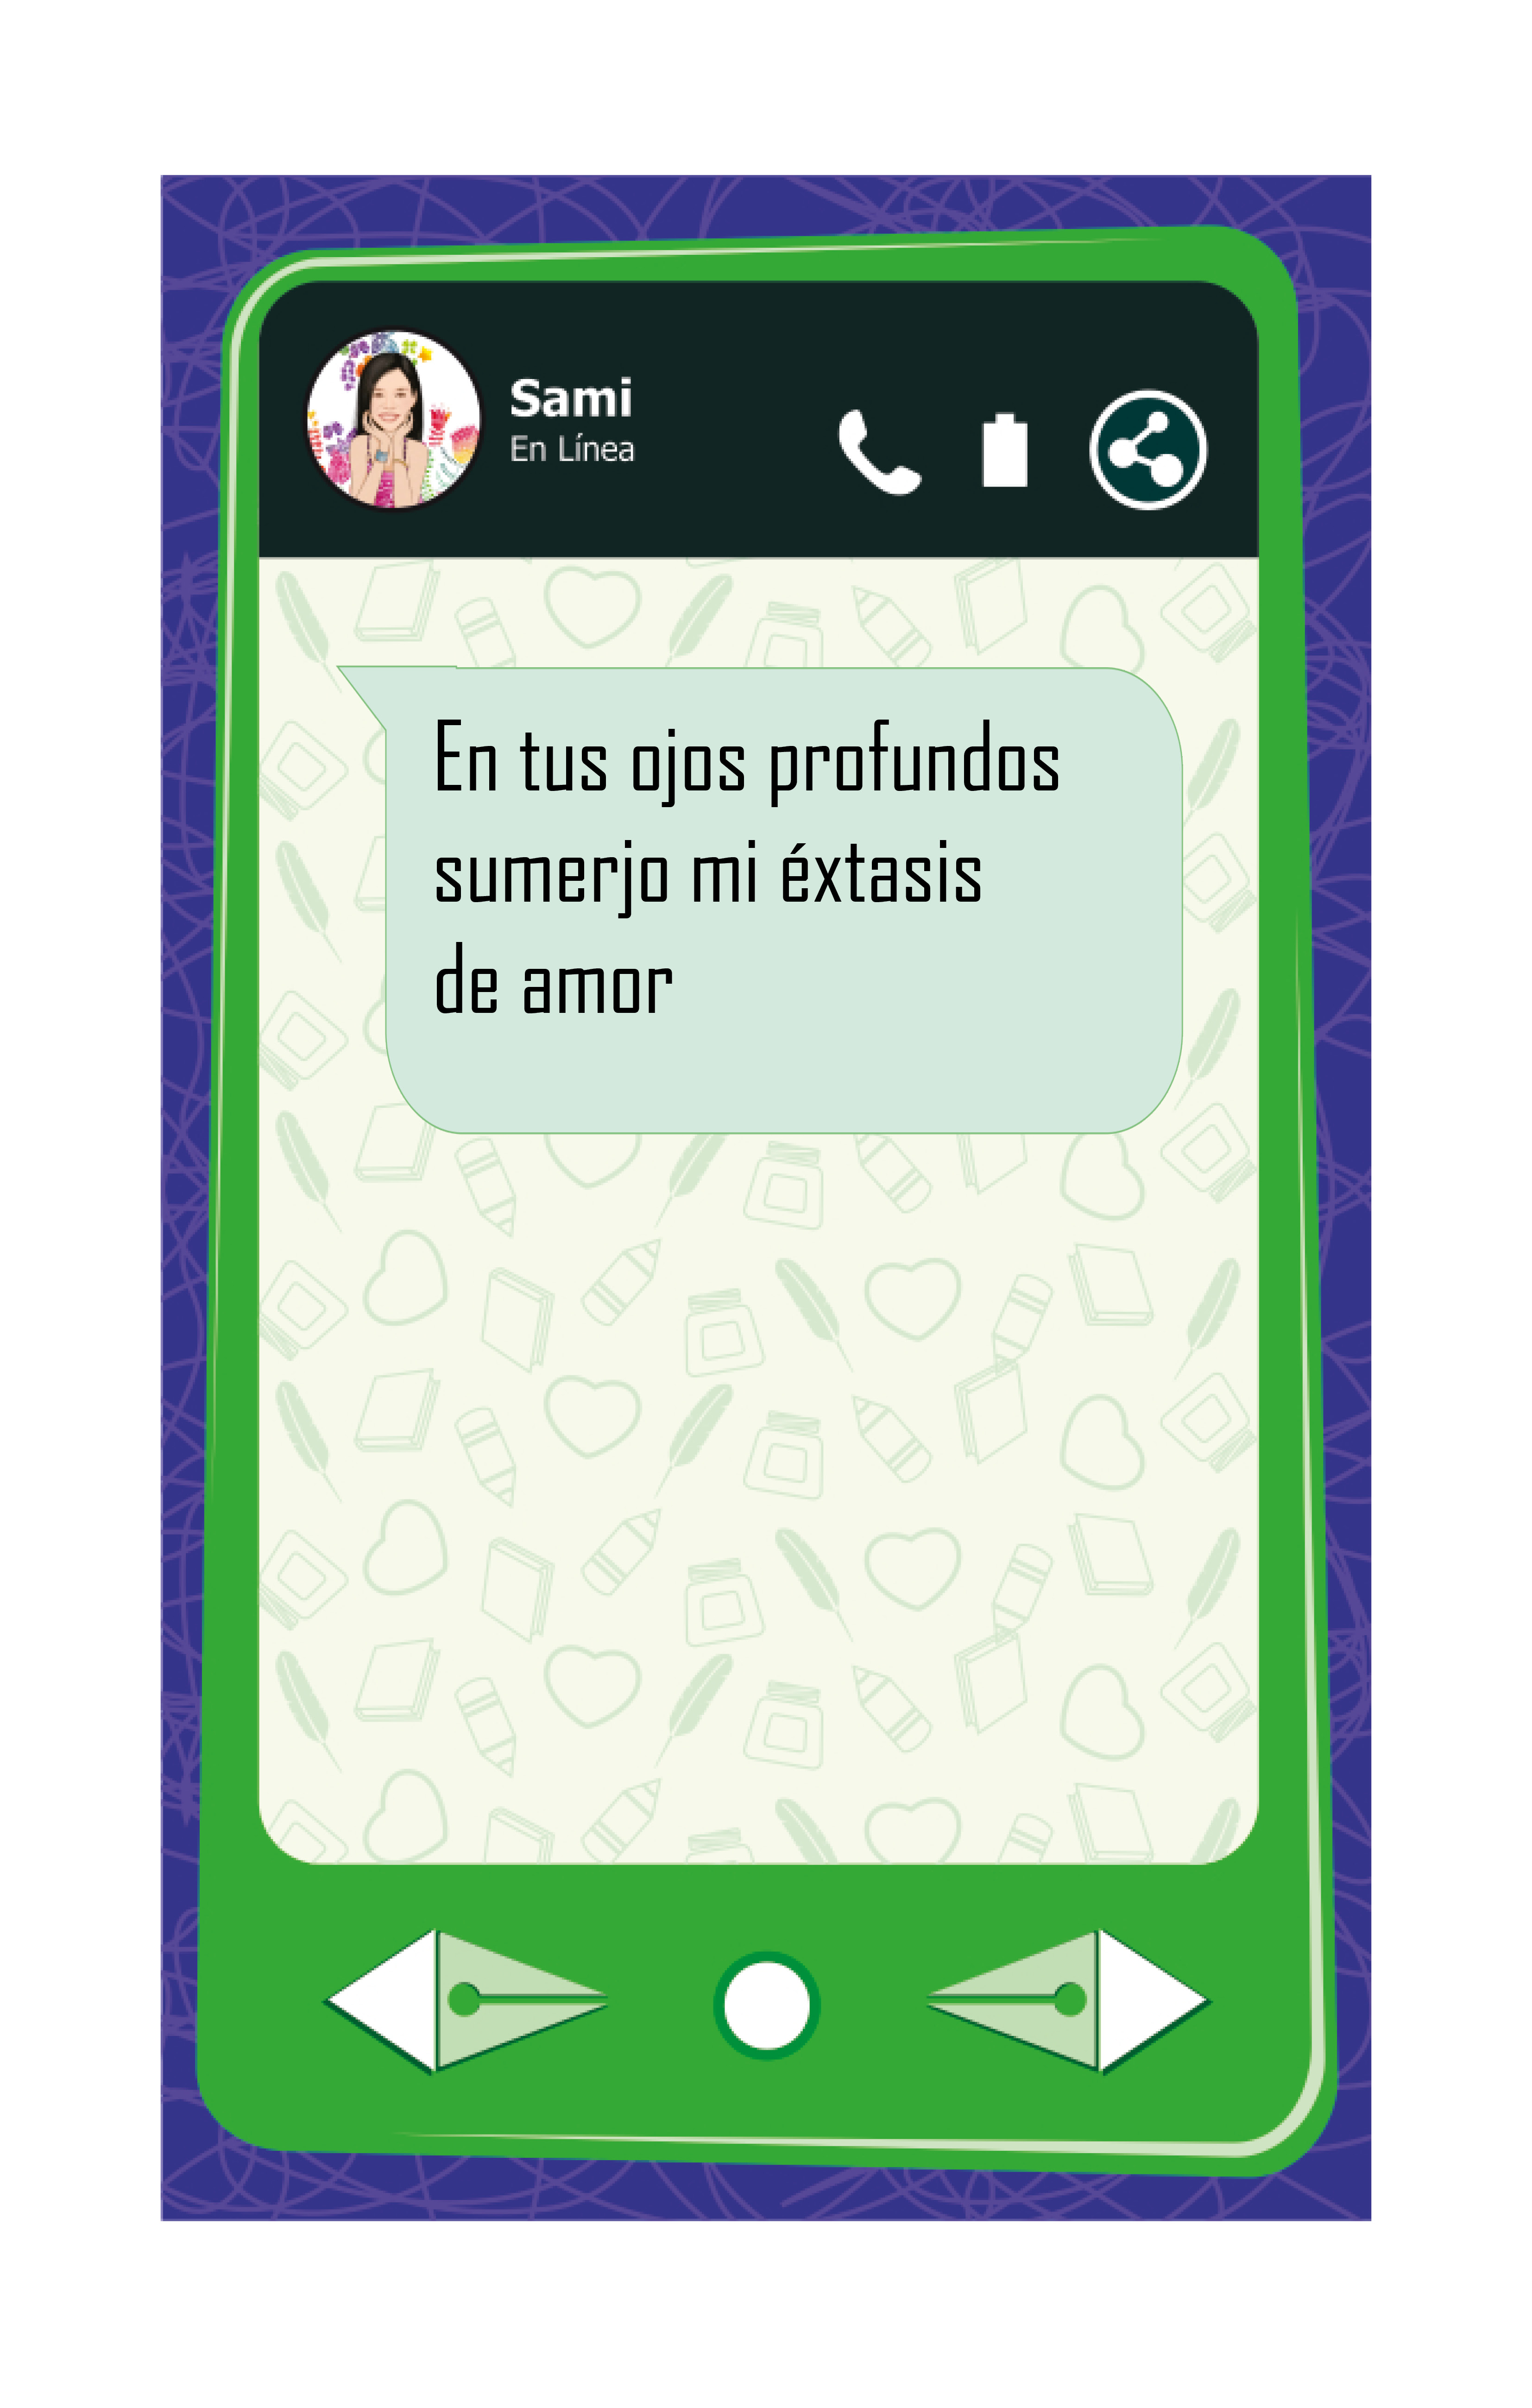 Sami
En Línea
En tus ojos profundos
sumerjo mi éxtasis
de amor